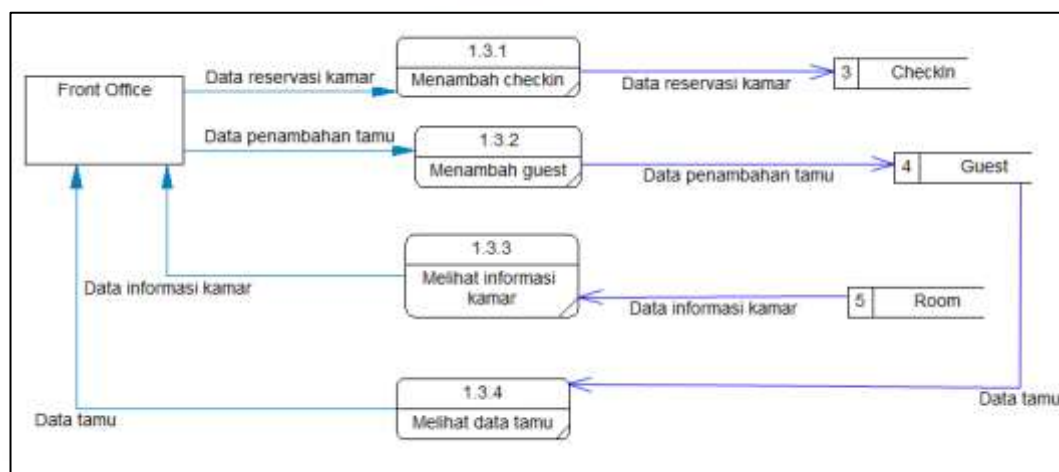 1.3.1
Menambah checkin
Front Office
Data reservasi kamar
Data reservasi kamar
3 Checkin
Data penambahan tamu
1.3.2
Menambah guest
Data penambahan tamu
4 Guest
1.3.3
Melihat informasi
kamar
Data informasi kamar
Data informasi kamar
5 Room
1.3.4
Melihat data tamu
Data tamu
Data tamu